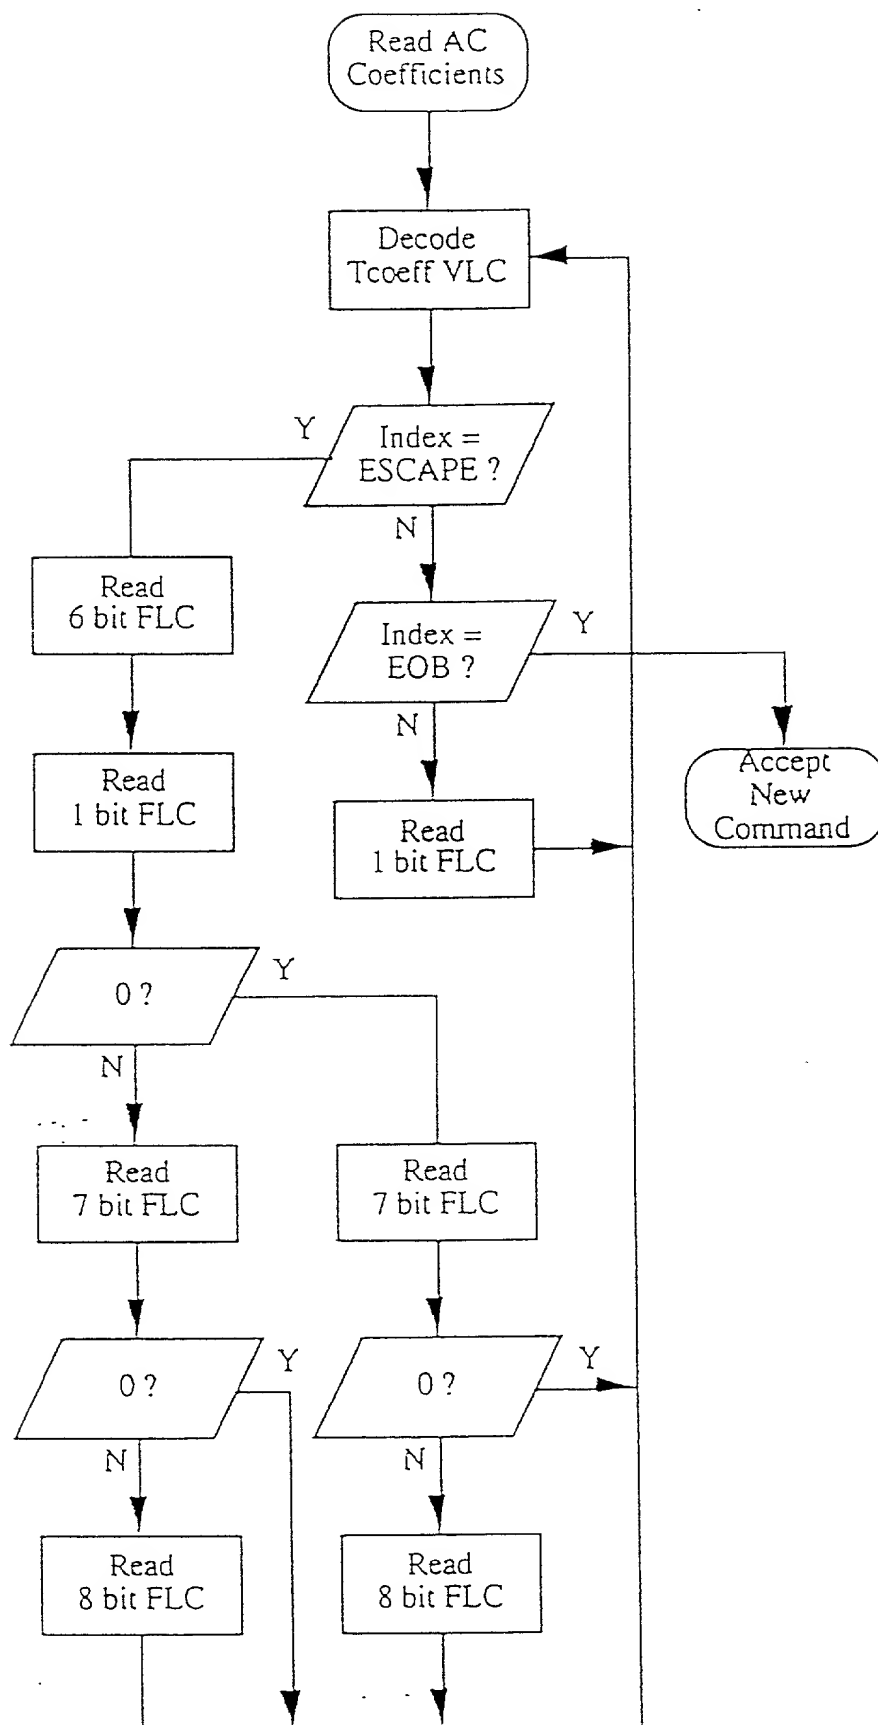 Read AC
Coefficients
Decode
Tcoeff VLC
Y
Index =
ESCAPE ?
N
Read
6 bit FLC
Index =
EOB ?
Y
N
Read
1 bit FLC
Accept
New
Command
Read
1 bit FLC
0 ?
Y
N
Read
7 bit FLC
Read
7 bit FLC
0 ?
Y
N
0 ?
Y
N
Read
8 bit FLC
Read
8 bit FLC